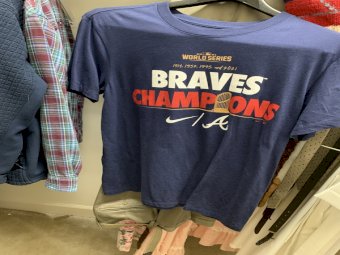 WORLD SERIES
1914, 1957, 1995 and 2021
BRAVES
CHAMPIONS
A